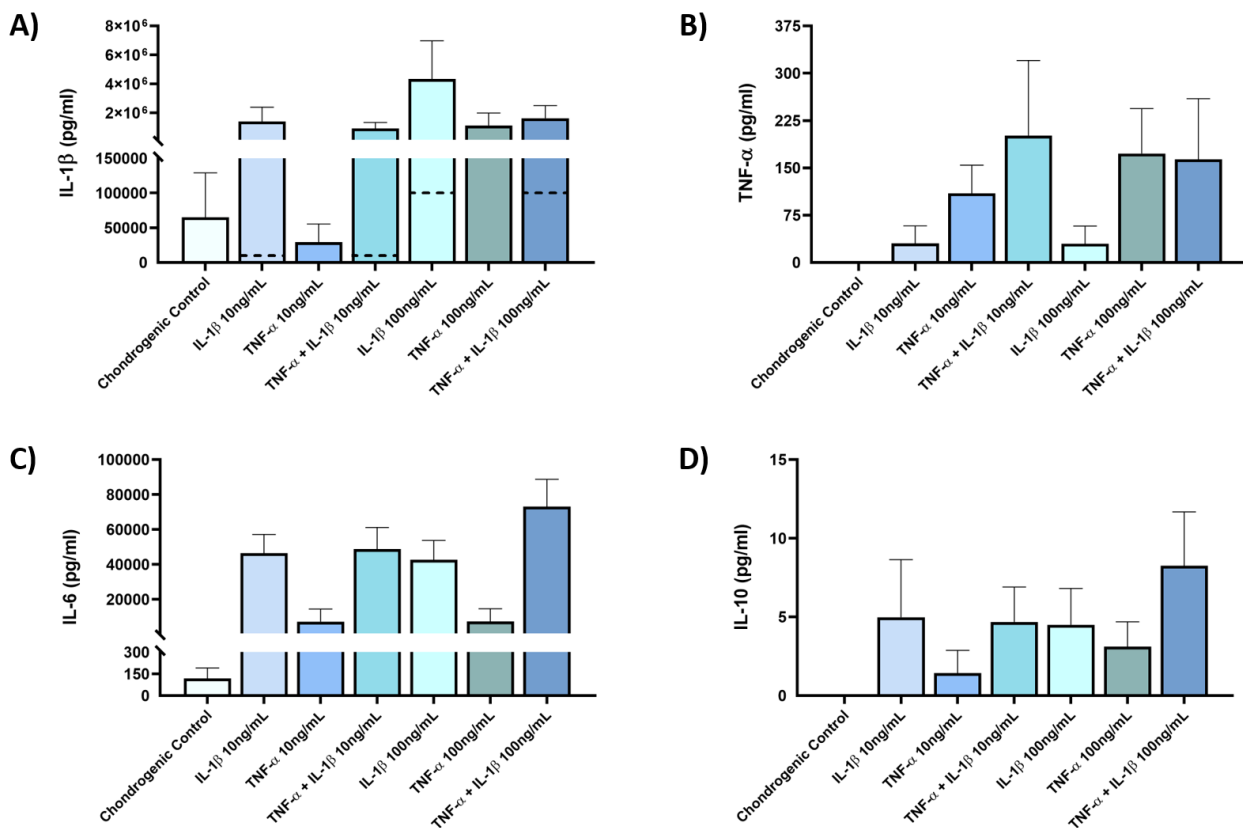 A)
IL-1β (pg/ml)
8×10⁶
6×10⁶
4×10⁶
2×10⁶
150000
100000
50000
0
Chondrogenic Control
IL-1β 10ng/mL
TNF-α 10ng/mL
TNF-α + IL-1β 10ng/mL
IL-1β 100ng/mL
TNF-α 100ng/mL
TNF-α + IL-1β 100ng/mL
B)
TNF-α (pg/ml)
375
300
225
150
75
0
Chondrogenic Control
IL-1β 10ng/mL
TNF-α 10ng/mL
TNF-α + IL-1β 10ng/mL
IL-1β 100ng/mL
TNF-α 100ng/mL
TNF-α + IL-1β 100ng/mL
C)
IL-6 (pg/ml)
100000
80000
60000
40000
20000
300
150
0
Chondrogenic Control
IL-1β 10ng/mL
TNF-α 10ng/mL
TNF-α + IL-1β 10ng/mL
IL-1β 100ng/mL
TNF-α 100ng/mL
TNF-α + IL-1β 100ng/mL
D)
IL-10 (pg/ml)
15
10
5
0
Chondrogenic Control
IL-1β 10ng/mL
TNF-α 10ng/mL
TNF-α + IL-1β 10ng/mL
IL-1β 100ng/mL
TNF-α 100ng/mL
TNF-α + IL-1β 100ng/mL